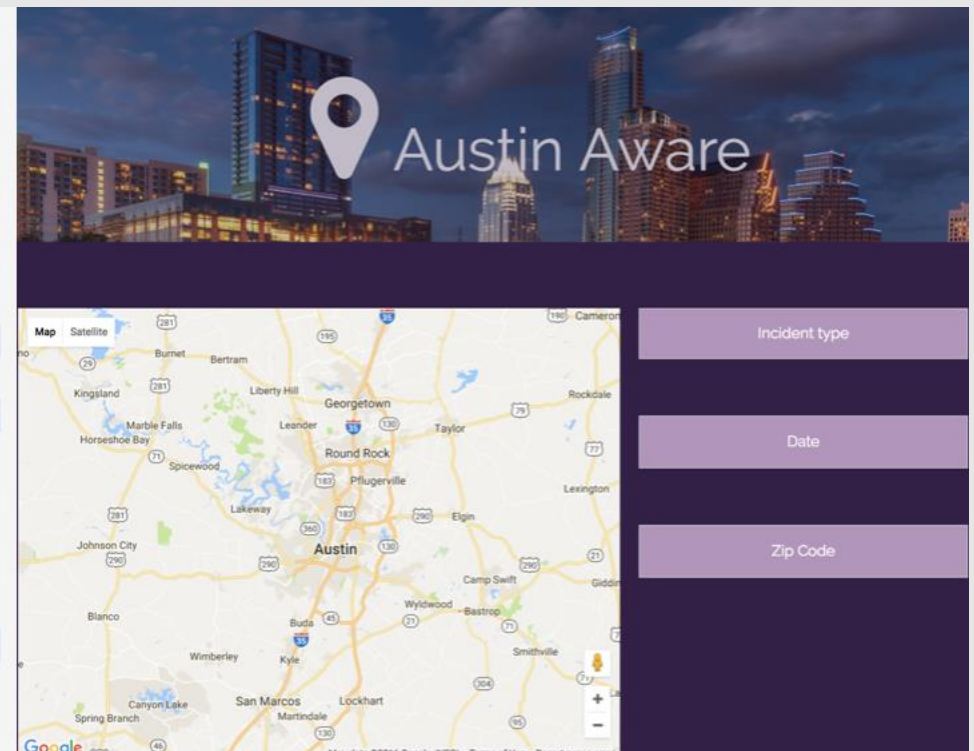 Austin Aware
Map Satellite
Incident type
Date
Zip Code
281
190
Cameron
195
29
Burnet
Bertram
Kingsland
281
Liberty Hill
Georgetown
Rockdale
79
Marble Falls
Leander
35
130
Taylor
Horseshoe Bay
Round Rock
77
71
Spicewood
183
Pflugerville
Lexington
Lakeway
281
183
290
Elgin
360
Johnson City
Austin
130
290
290
21
290
Camp Swift
Blanco
Wyldwood
Bastrop
Buda
45
21
71
35
Wimberley
Kyle
Smithville
304
Canyon Lake
San Marcos
Lockhart
Spring Branch
Martindale
130
95
46
Google